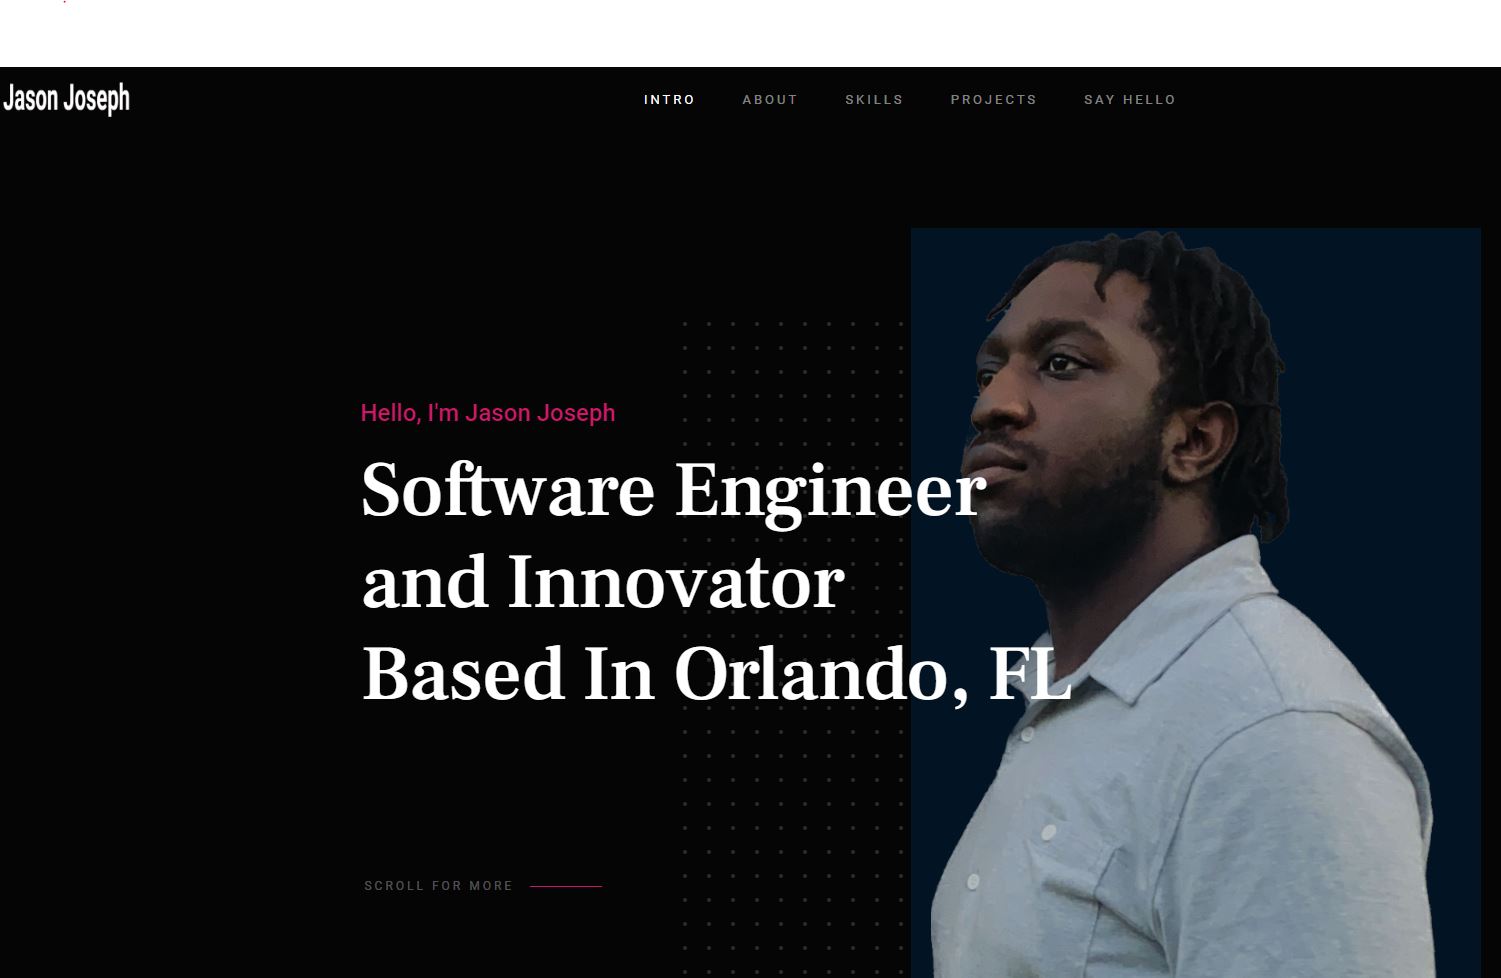 Jason Joseph
INTRO ABOUT SKILLS PROJECTS SAY HELLO
Hello, I'm Jason Joseph
Software Engineer
and Innovator
Based In Orlando, FL
SCROLL FOR MORE